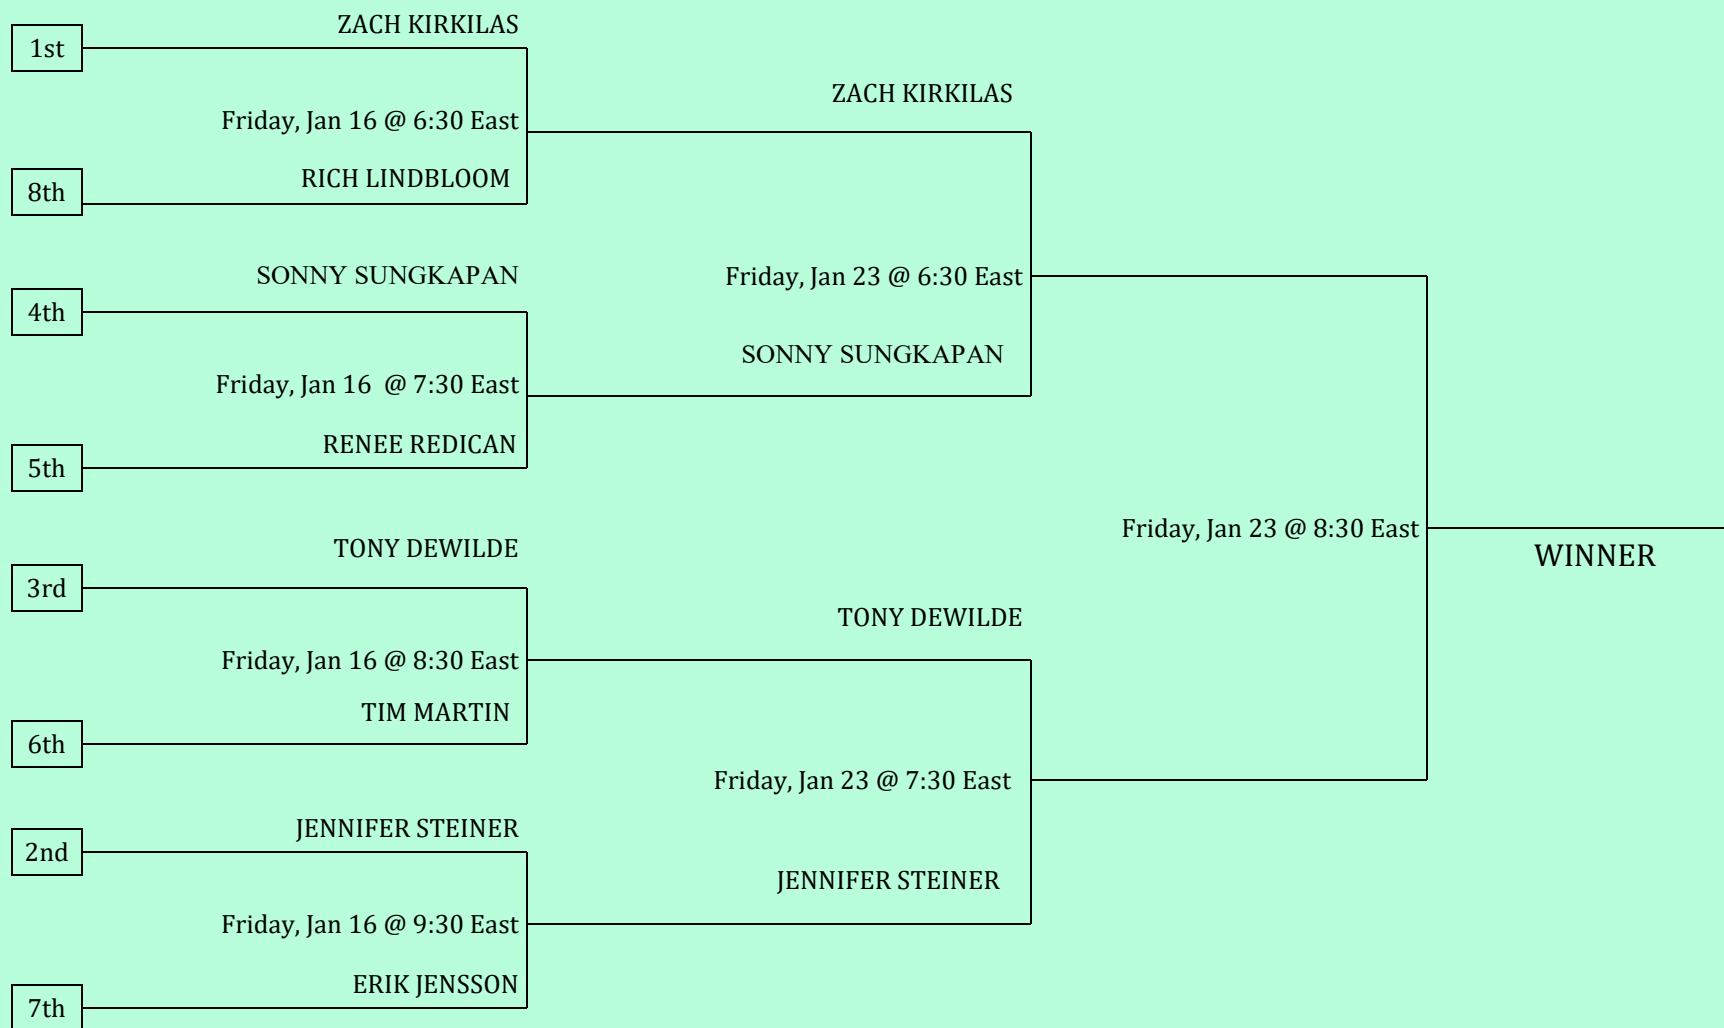 ZACH KIRKILAS
1st
Friday, Jan 16 @ 6:30 East
RICH LINDBLOOM
8th
ZACH KIRKILAS
SONNY SUNGKAPAN
4th
Friday, Jan 16  @ 7:30 East
RENEE REDICAN
5th
Friday, Jan 23 @ 6:30 East
SONNY SUNGKAPAN
TONY DEWILDE
3rd
Friday, Jan 16 @ 8:30 East
TIM MARTIN
6th
TONY DEWILDE
JENNIFER STEINER
2nd
Friday, Jan 16 @ 9:30 East
ERIK JENSSON
7th
Friday, Jan 23 @ 7:30 East
JENNIFER STEINER
Friday, Jan 23 @ 8:30 East
WINNER